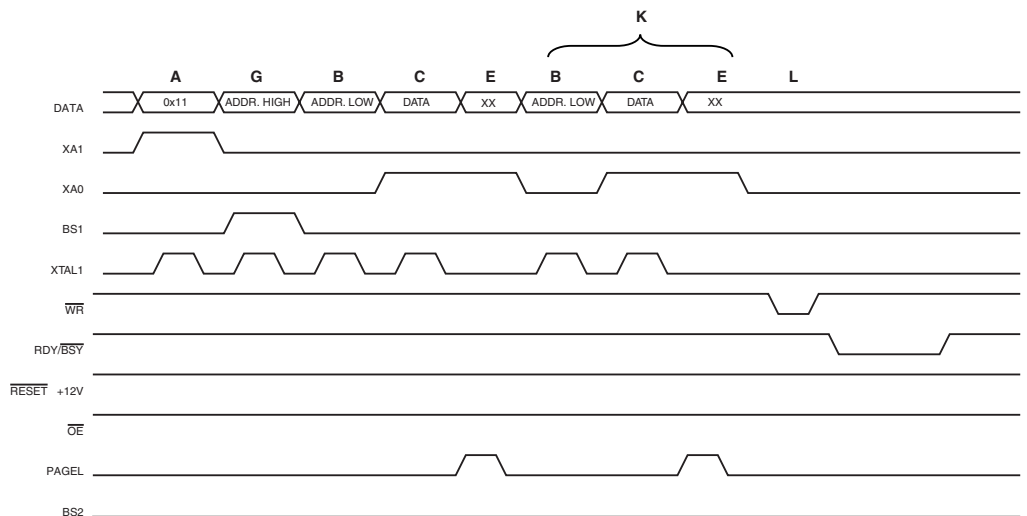 K
A G B C E B C E L
DATA 0x11 ADDR. HIGH ADDR. LOW DATA XX ADDR. LOW DATA XX
XA1
XA0
BS1
XTAL1
WR
RDY/BSY
RESET +12V
OE
PAGEL
BS2